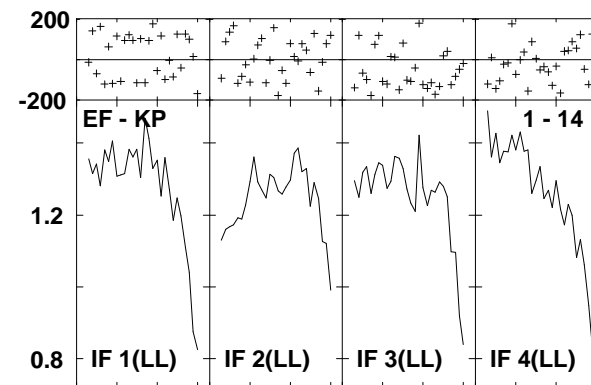 200
-200
EF - KP 1 - 14
1.2
0.8
IF 1(LL) IF 2(LL) IF 3(LL) IF 4(LL)